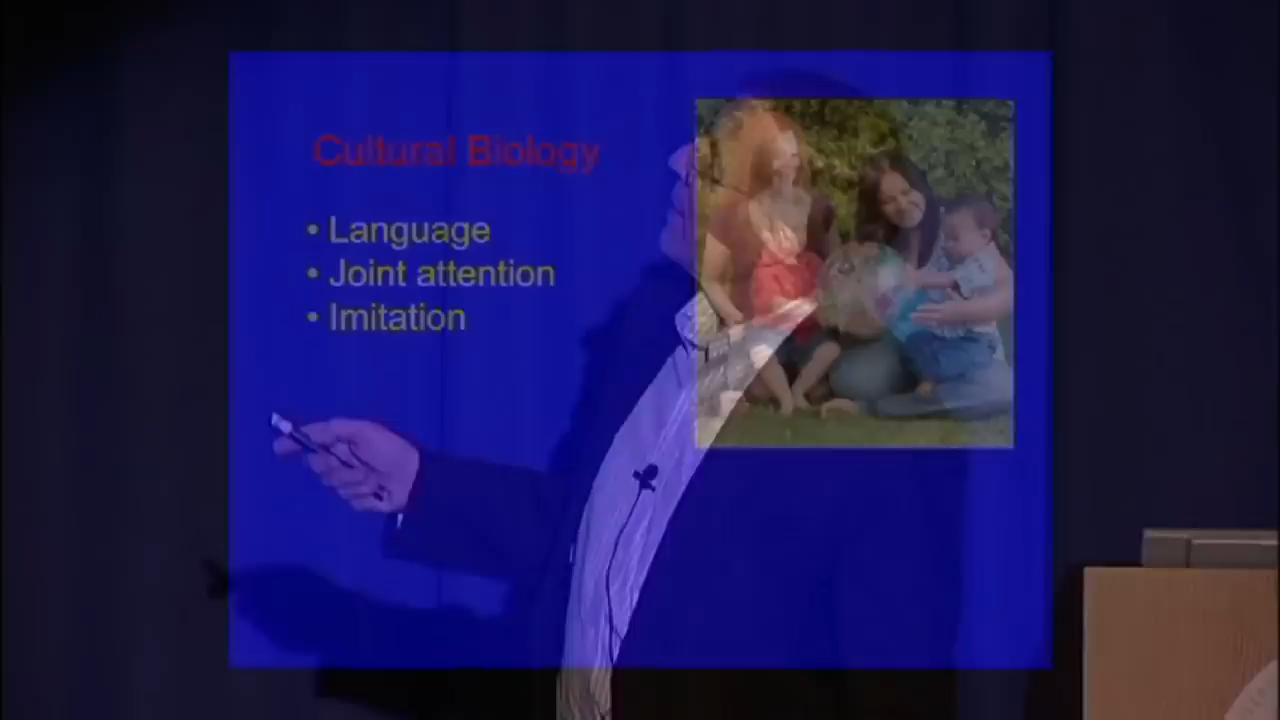 Cultural Biology
• Language
• Joint attention
• Imitation